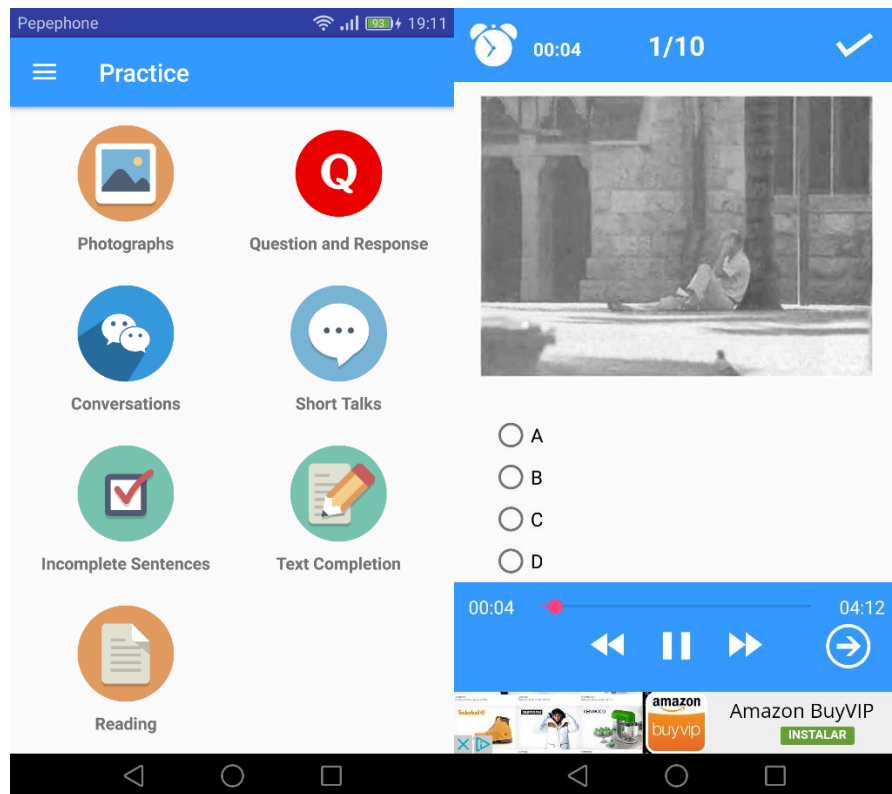 Pepephone 93 19:11
Practice
Photographs
Question and Response
Conversations
Short Talks
Incomplete Sentences
Text Completion
Reading
00:04 1/10
A
B
C
D
00:04 04:12
amazon
buyvip
Amazon BuyVIP
INSTALAR